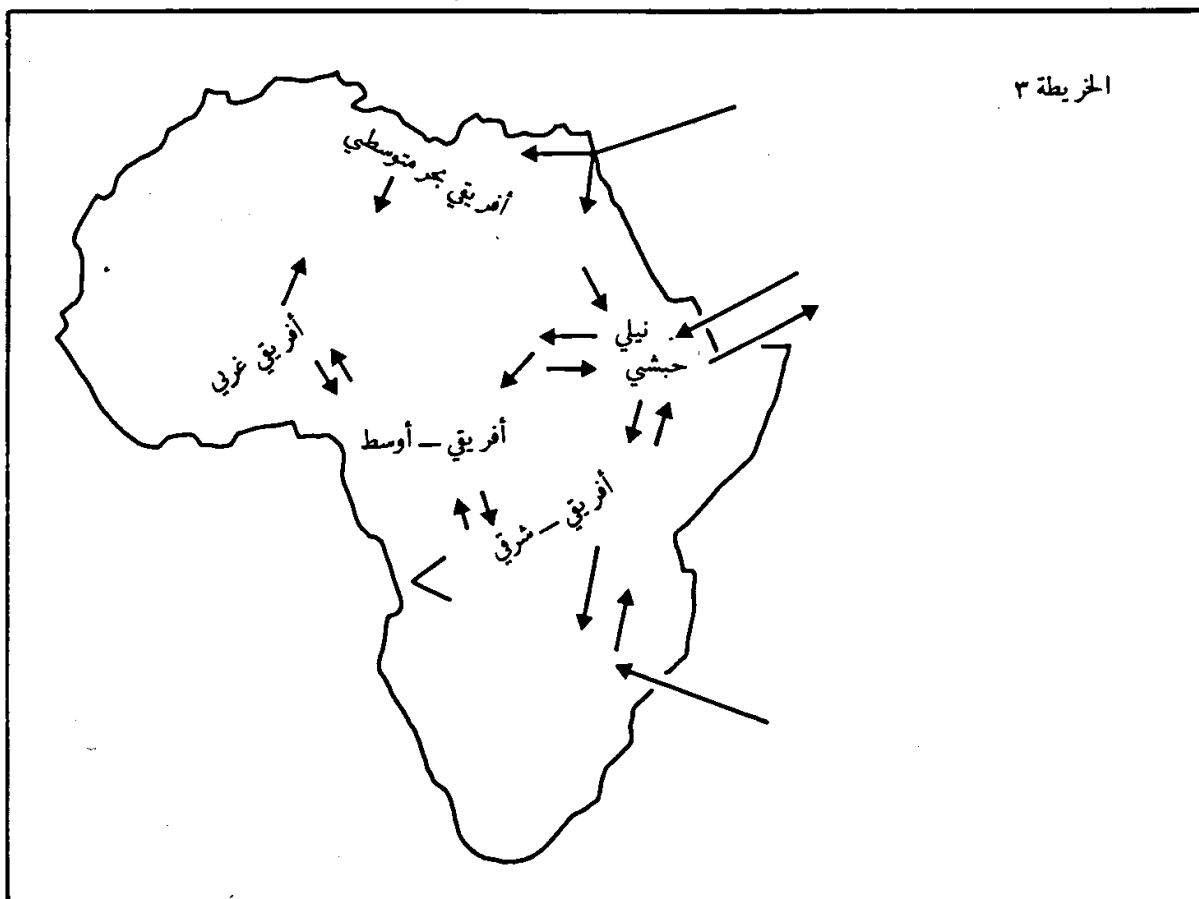 الخريطة ٣
أفريقي بحر متوسطي
نيلي
حبشي
أفريقي غربي
أفريقي – أوسط
أفريقي – شرقي